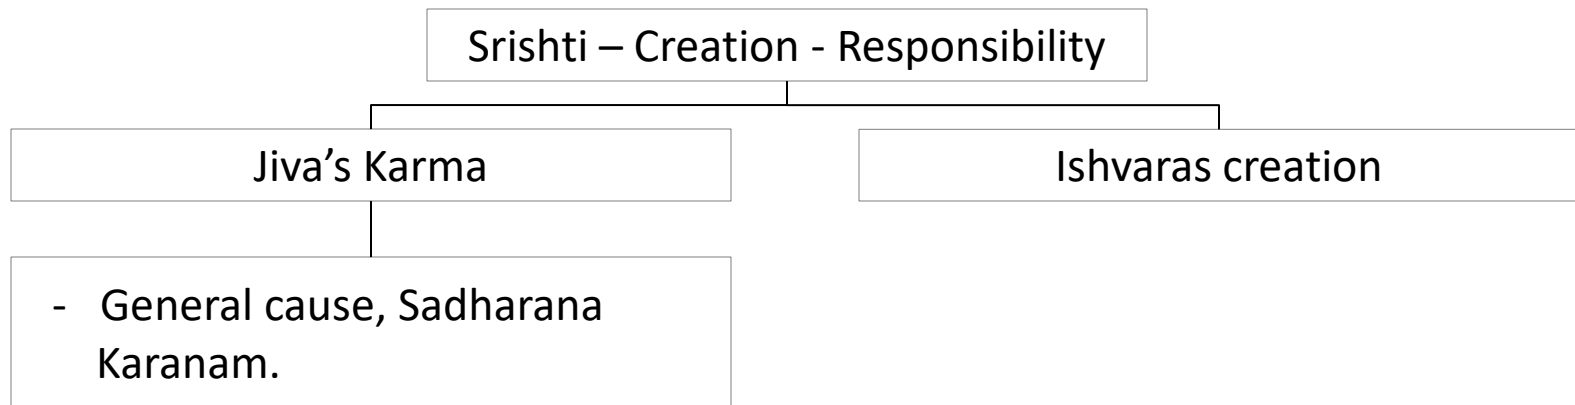 Srishti – Creation - Responsibility
Jiva’s Karma
Ishvaras creation
- General cause, Sadharana
Karanam.